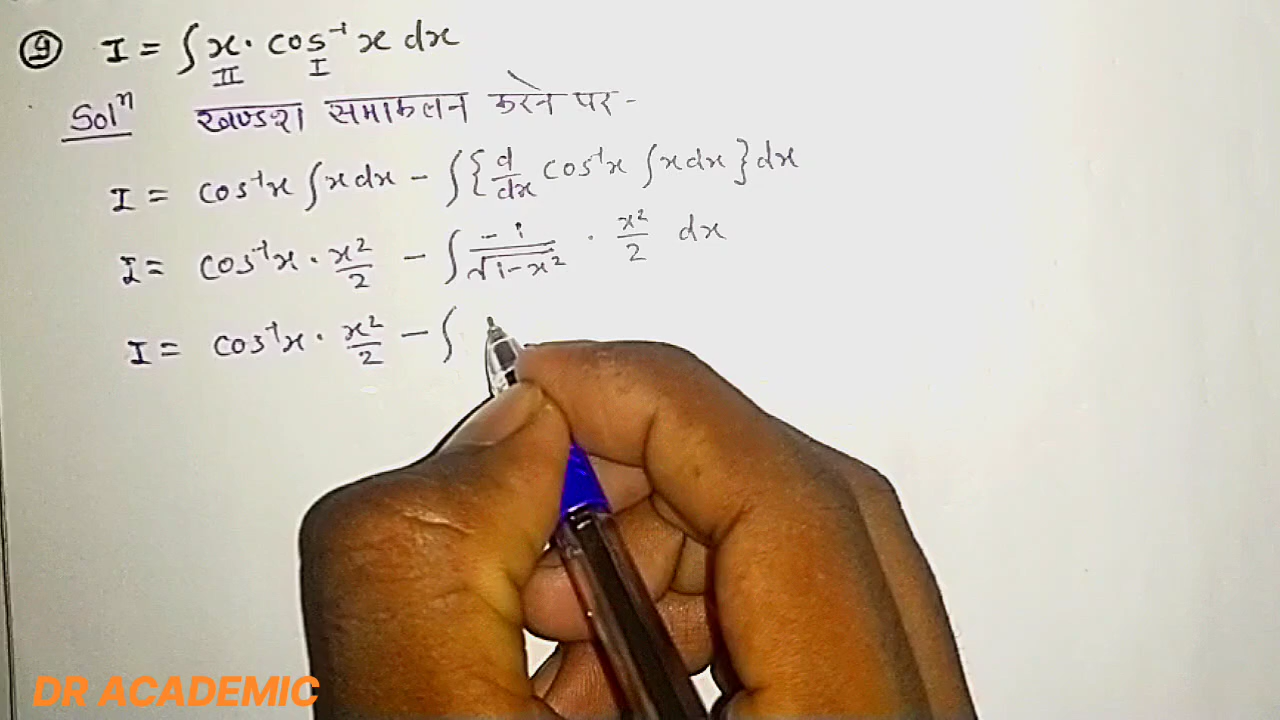 (9) I = ∫ x · cos⁻¹ x dx
II I
Solⁿ खण्डश समाकलन करने पर -
I = cos⁻¹x ∫x dx - ∫{d/dx cos⁻¹x ∫x dx} dx
I = cos⁻¹x · x²/2 - ∫ -1/√1-x² · x²/2 dx
I = cos⁻¹x · x²/2 - ∫
DR ACADEMIC